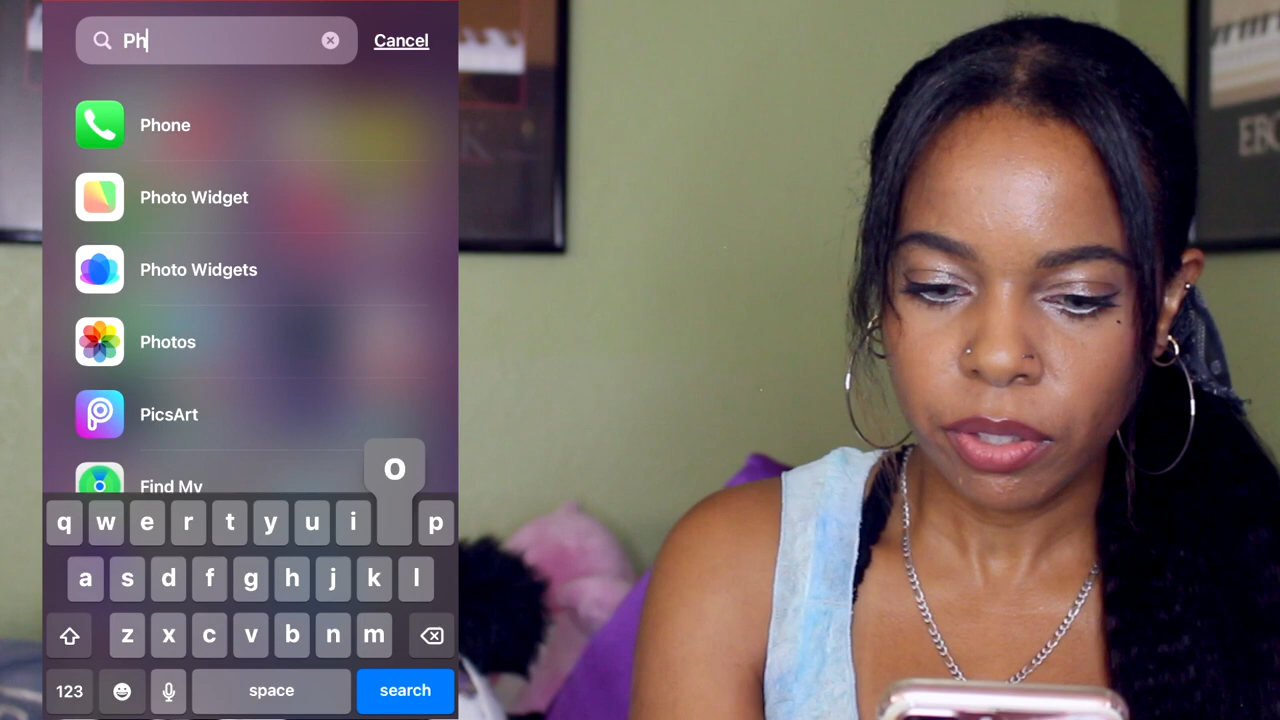 Ph
Cancel
Phone
Photo Widget
Photo Widgets
Photos
PicsArt
Find My
o
q w e r t y u i p
a s d f g h j k l
z x c v b n m
123 space search